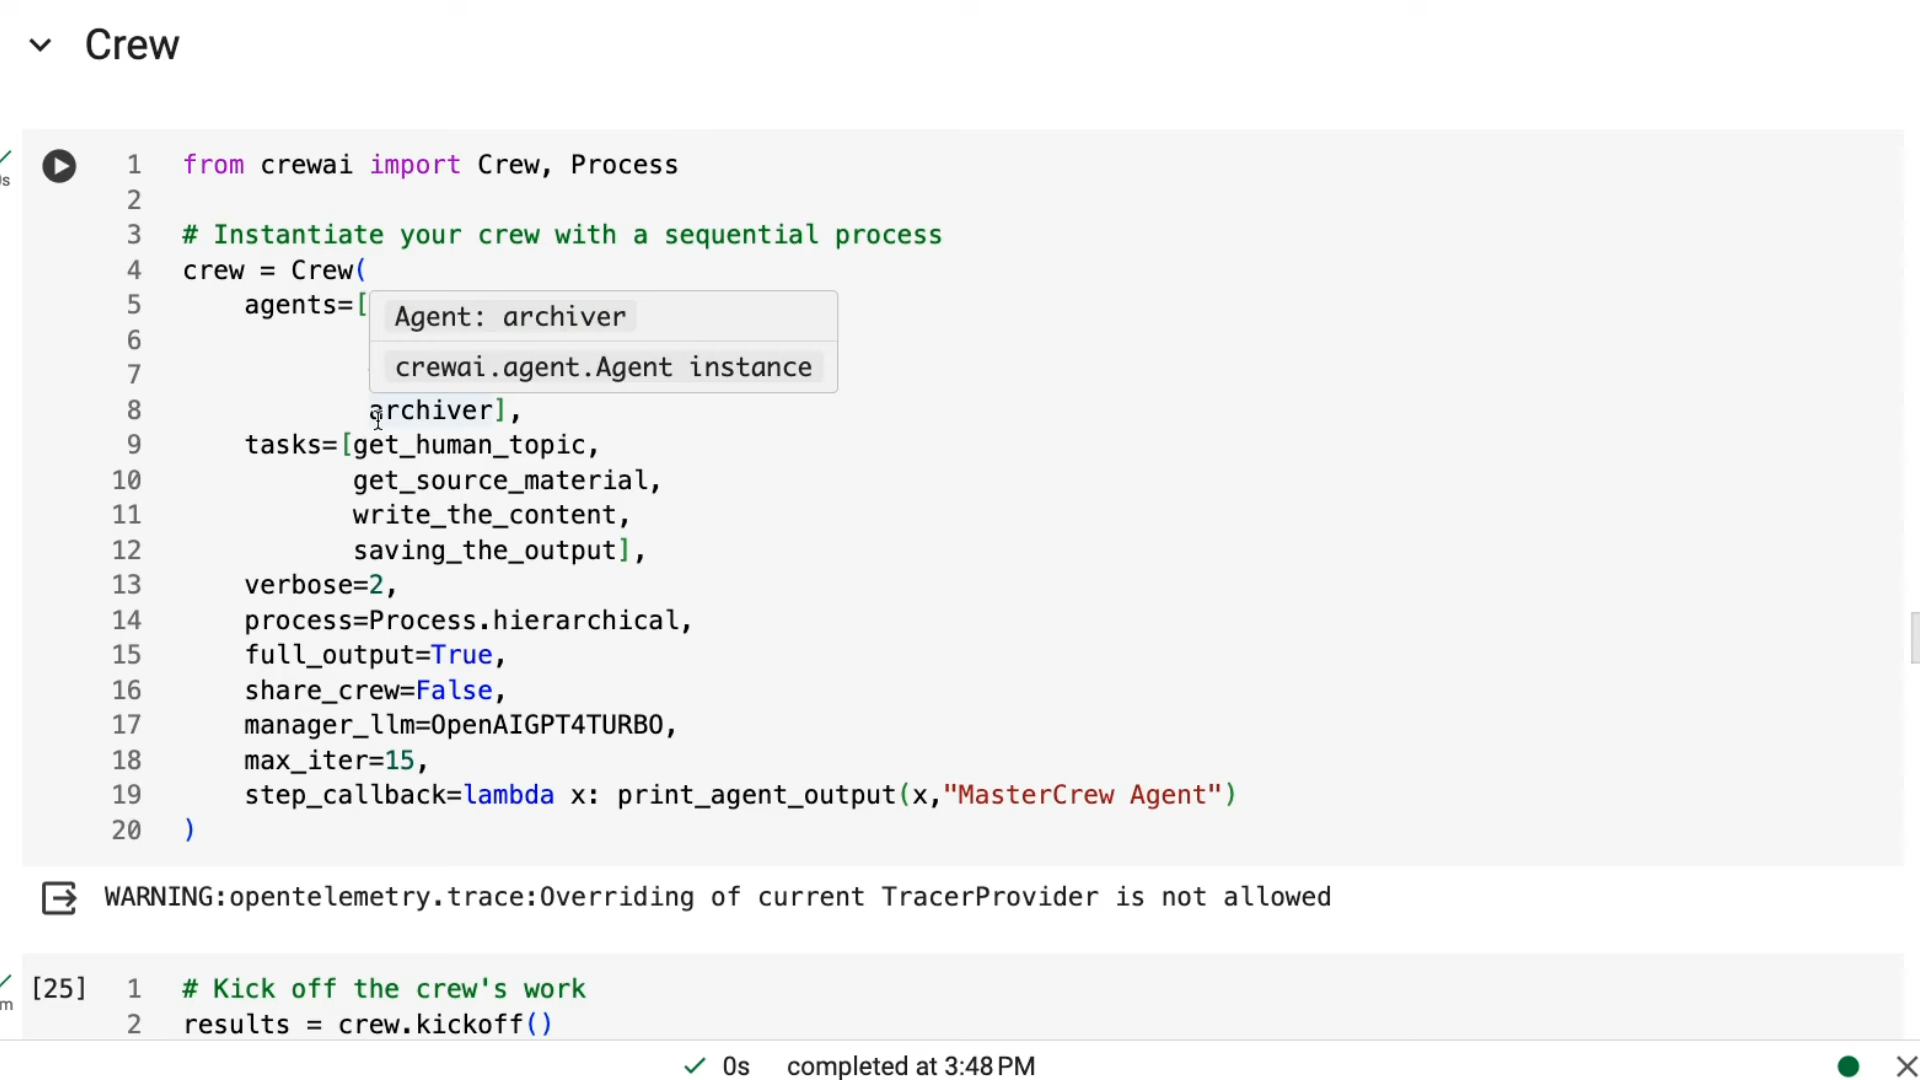 Crew
1 from crewai import Crew, Process
2
3 # Instantiate your crew with a sequential process
4 crew = Crew(
5 agents=[
Agent: archiver
6
7
crewai.agent.Agent instance
8 archiver],
9 tasks=[get_human_topic,
10 get_source_material,
11 write_the_content,
12 saving_the_output],
13 verbose=2,
14 process=Process.hierarchical,
15 full_output=True,
16 share_crew=False,
17 manager_llm=OpenAIGPT4TURBO,
18 max_iter=15,
19 step_callback=lambda x: print_agent_output(x,"MasterCrew Agent")
20 )
WARNING:opentelemetry.trace:Overriding of current TracerProvider is not allowed
[25] 1 # Kick off the crew's work
2 results = crew.kickoff()
0s completed at 3:48 PM